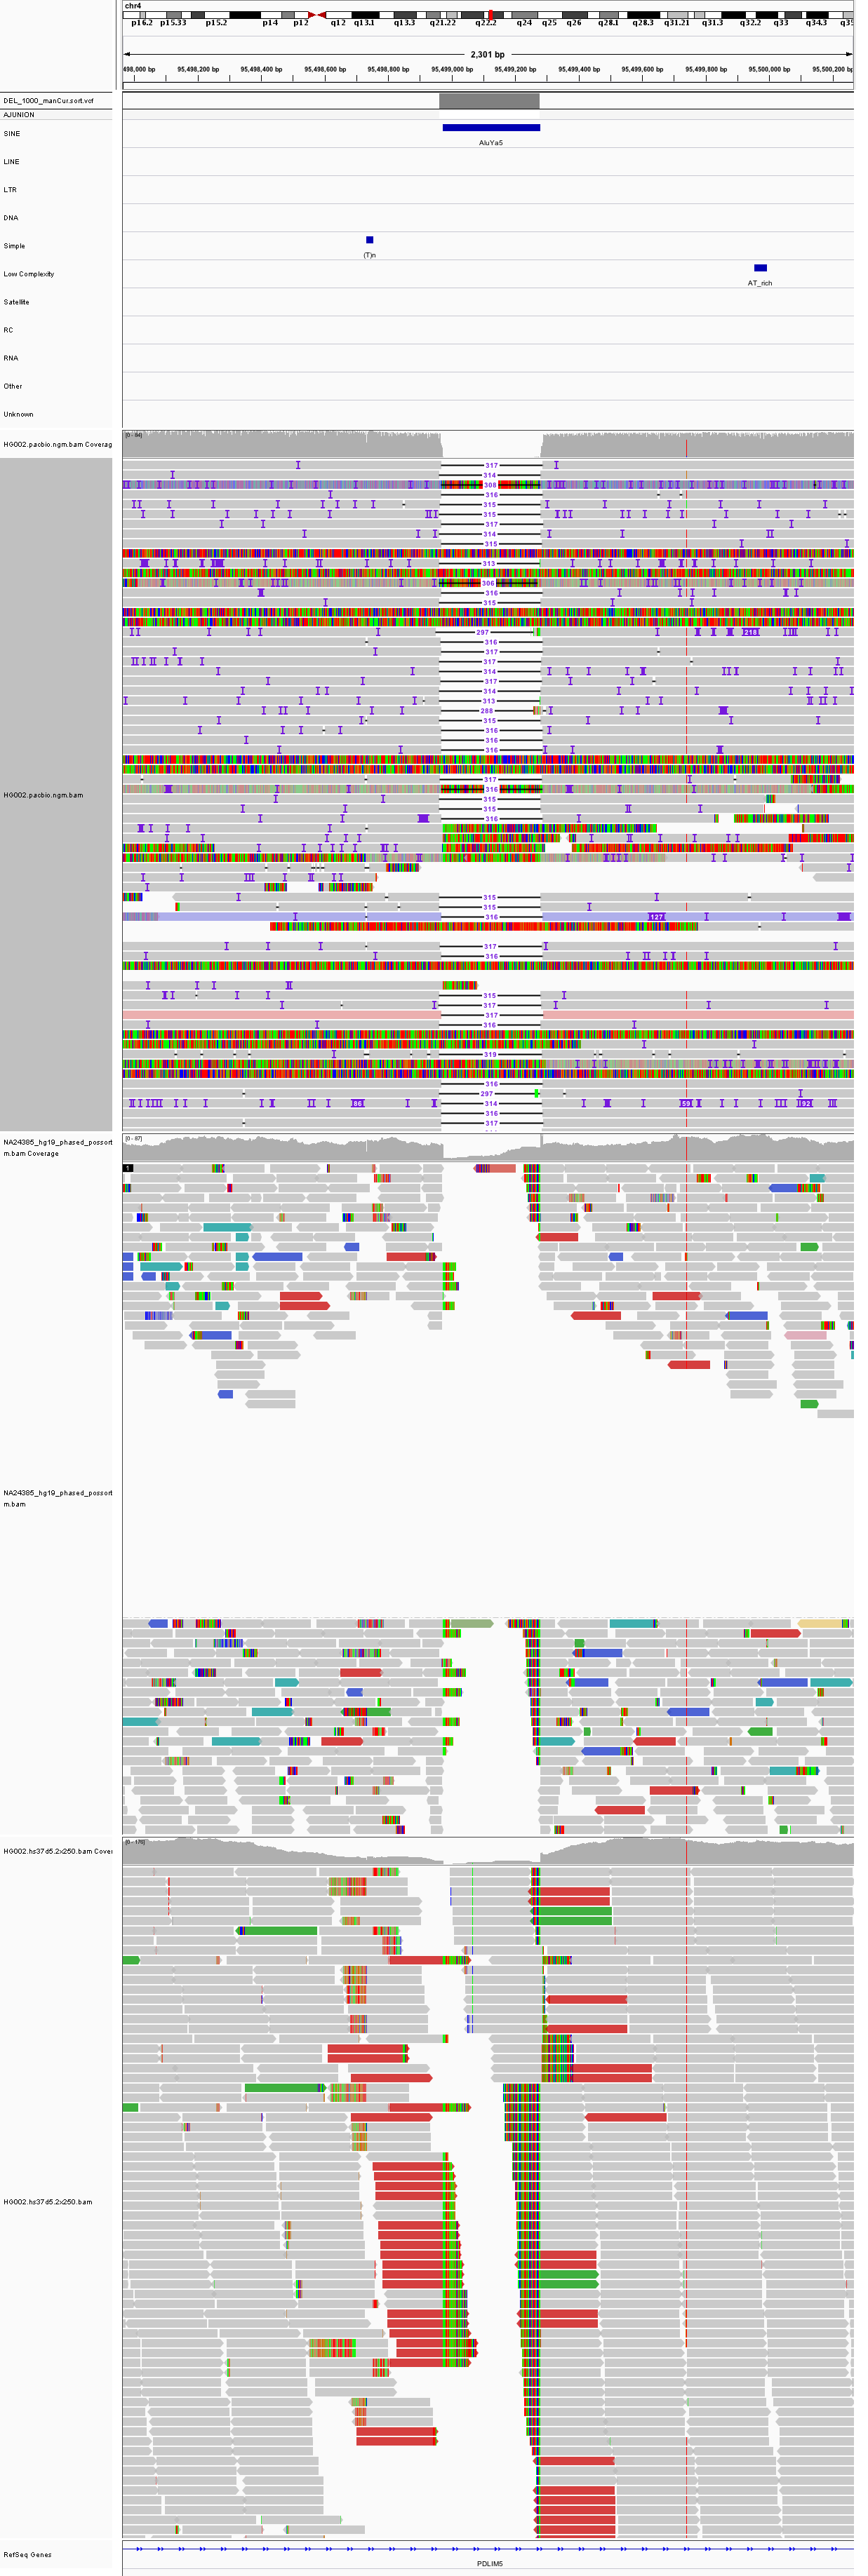 chr4
p16.2 p15.33 p15.2 p14 p12 q12 q13.1 q13.3 q21.22 q22.2 q24 q25 q26 q28.1 q28.3 q31.21 q31.3 q32.2 q33 q34.3 q35
2,301 bp
498,000 bp 95,498,200 bp 95,498,400 bp 95,498,600 bp 95,498,800 bp 95,499,000 bp 95,499,200 bp 95,499,400 bp 95,499,600 bp 95,499,800 bp 95,500,000 bp 95,500,200 bp
DEL_1000_manCur.sort.vcf
AJUNION
SINE
AluYa5
LINE
LTR
DNA
Simple
(T)n
Low Complexity
AT_rich
Satellite
RC
RNA
Other
Unknown
HG002.pacbio.ngm.bam Coverag
317
314
308
316
315
315
317
314
315
313
306
316
315
297
218
316
317
317
314
317
314
313
288
315
316
316
316
317
316
315
315
316
HG002.pacbio.ngm.bam
315
315
316
127
317
316
315
317
317
316
319
316
297
314
316
317
NA24385_hg19_phased_possort
m.bam Coverage
1
NA24385_hg19_phased_possort
m.bam
HG002.hs37d5.2x250.bam Cover
HG002.hs37d5.2x250.bam
RefSeq Genes
PDLIM5